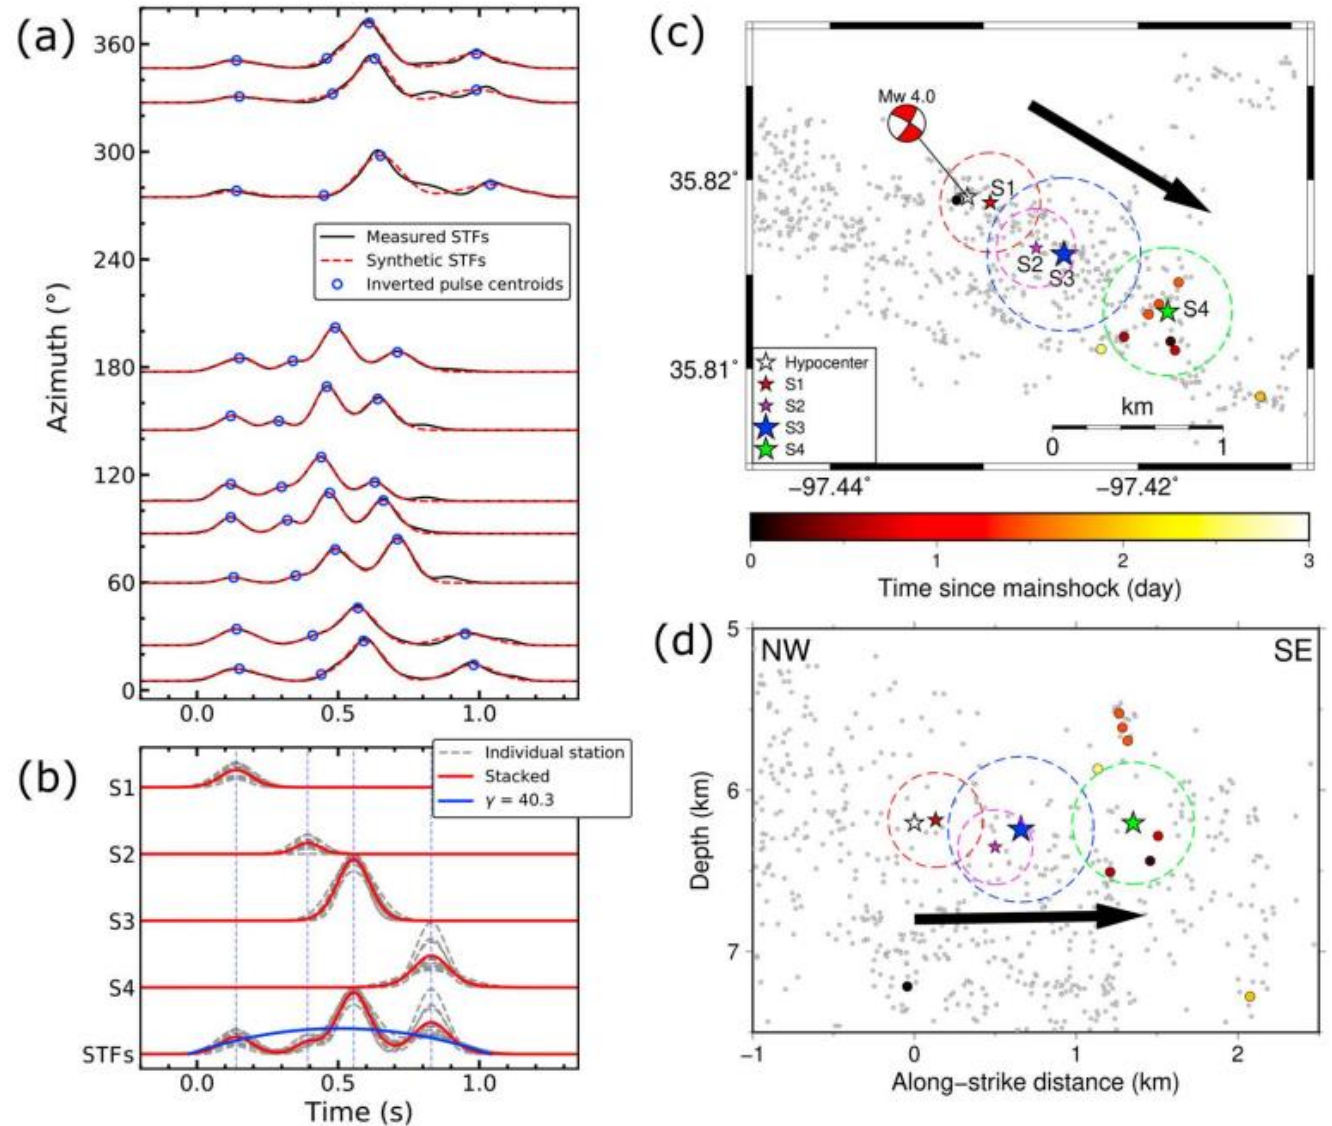 (a)
360
300
240
180
120
60
0
Azimuth (°)
Measured STFs
Synthetic STFs
Inverted pulse centroids
0.0 0.5 1.0
(b)
Individual station
Stacked
γ = 40.3
S1
S2
S3
S4
STFs
0.0 0.5 1.0
Time (s)
(c)
Mw 4.0
S1
S2
S3
S4
35.82°
35.81°
Hypocenter
S1
S2
S3
S4
km
0 1
−97.44° −97.42°
0 1 2 3
Time since mainshock (day)
(d)
NW SE
5
6
7
Depth (km)
−1 0 1 2
Along−strike distance (km)